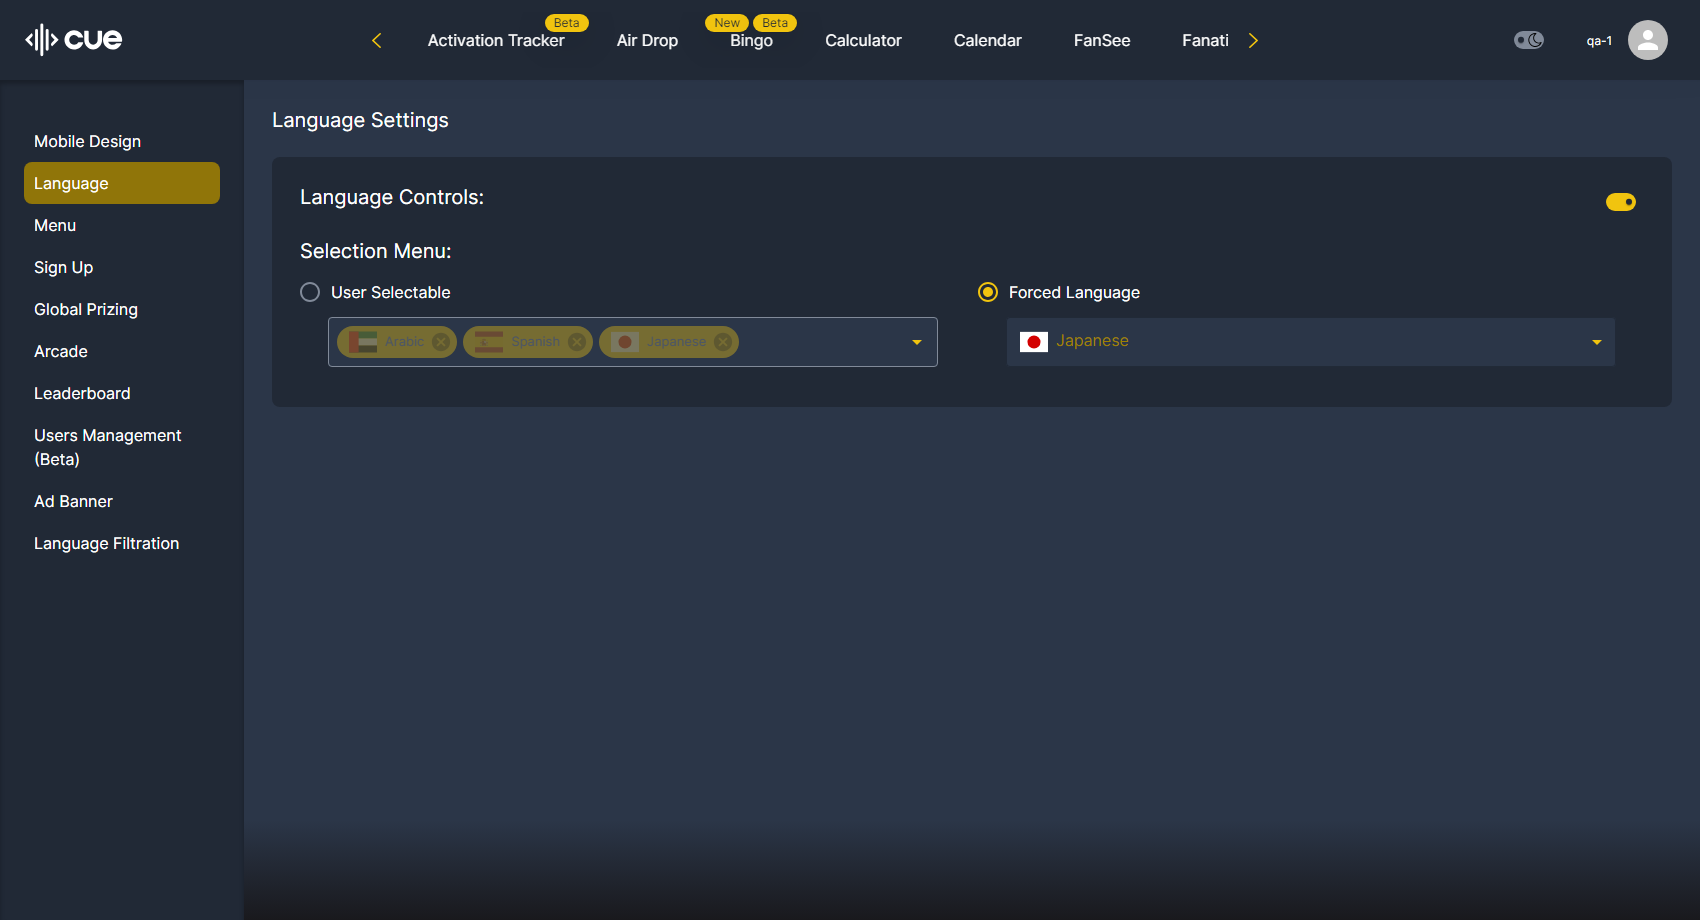 cue
Beta
New
Beta
Activation Tracker
Air Drop
Bingo
Calculator
Calendar
FanSee
Fanati
qa-1
Mobile Design
Language
Menu
Sign Up
Global Prizing
Arcade
Leaderboard
Users Management
(Beta)
Ad Banner
Language Filtration
Language Settings
Language Controls:
Selection Menu:
User Selectable
Forced Language
Arabic
Spanish
Japanese
Japanese